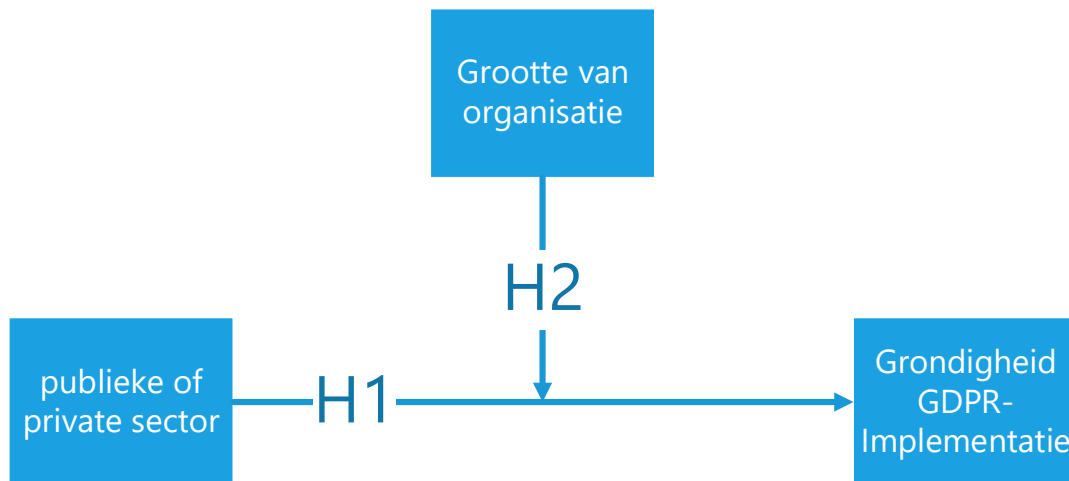 Grootte van
organisatie
H2
publieke of
private sector
H1
Grondigheid
GDPR-
Implementatie